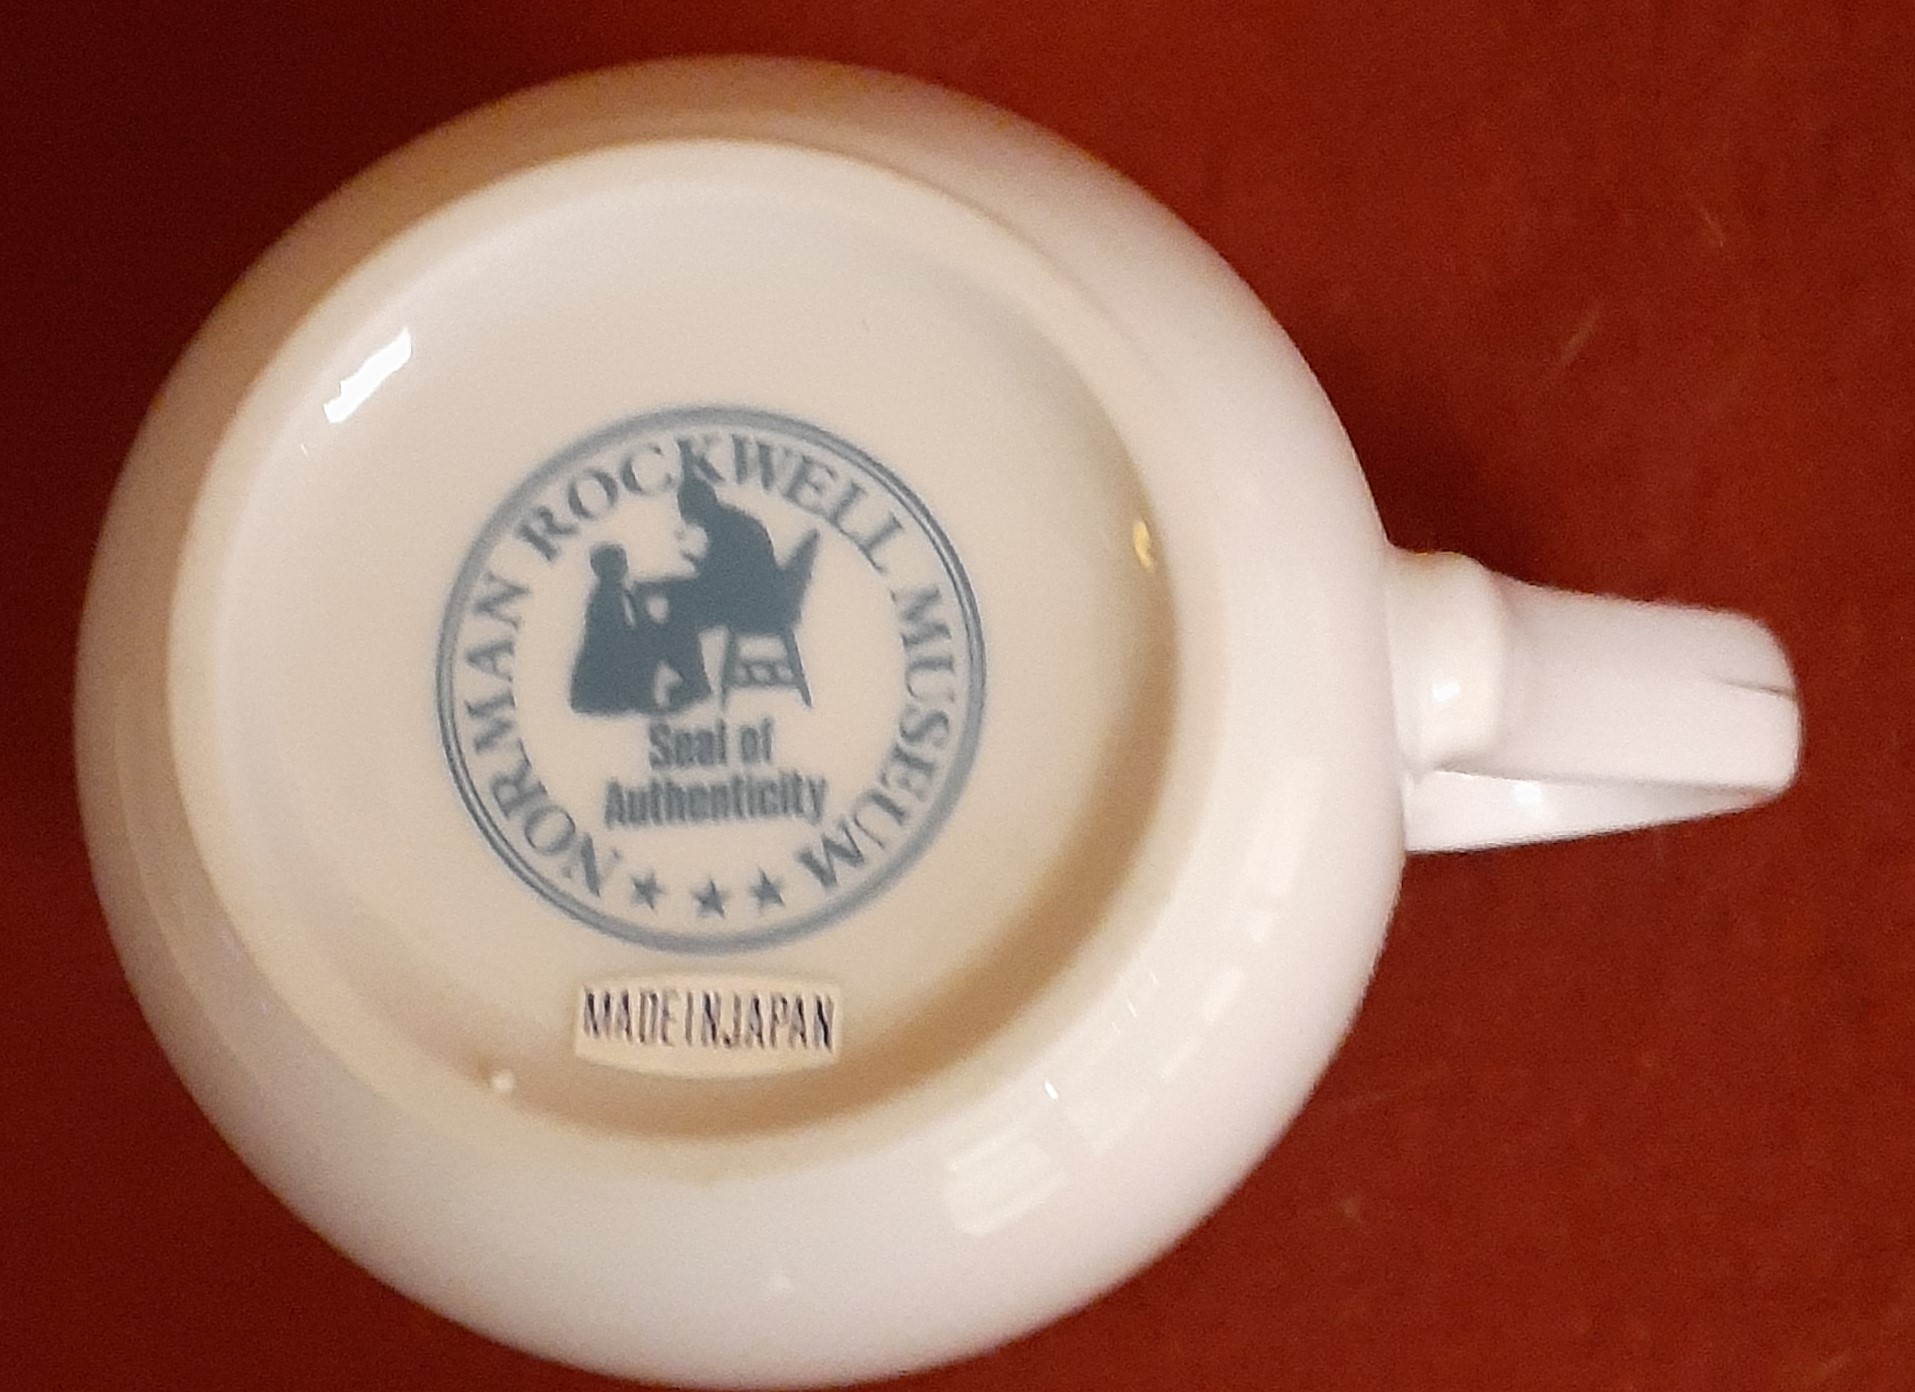 NORMAN ROCKWELL MUSEUM
Seal of
Authenticity
MADE IN JAPAN